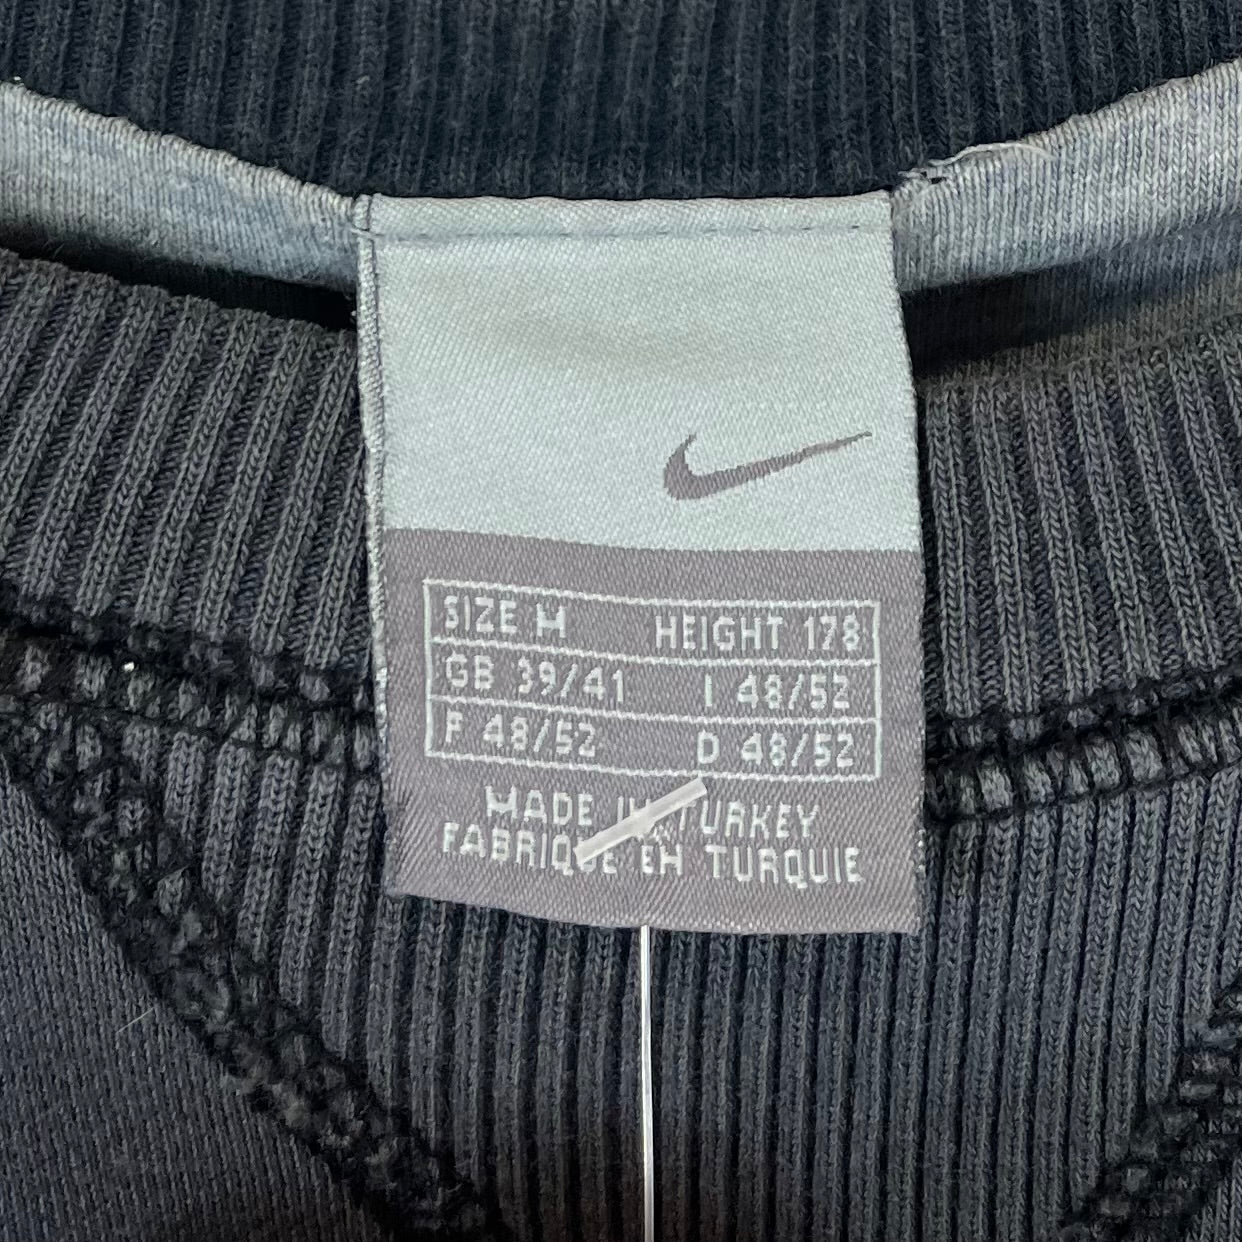 SIZE M HEIGHT 178
GB 39/41 I 48/52
F 48/52 D 48/52
MADE IN TURKEY
FABRIQUE EN TURQUIE